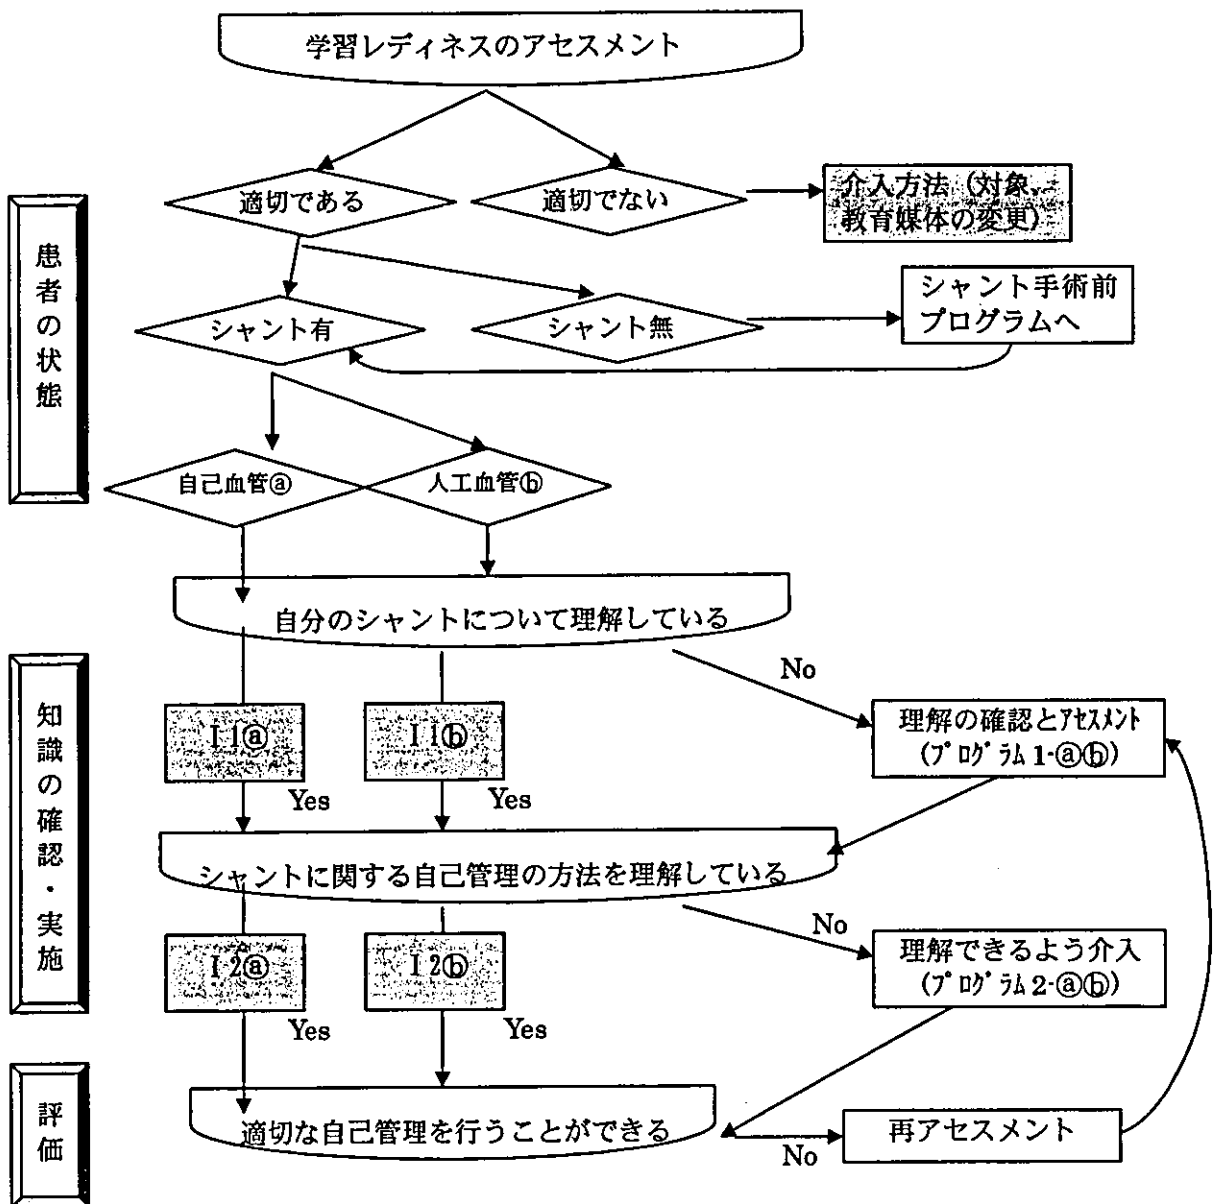 学習レディネスのアセスメント
患者の状態
適切である
適切でない
介入方法（対象、
教育媒体の変更）
シャント有
シャント無
シャント手術前
プログラムへ
自己血管ⓐ
人工血管ⓑ
自分のシャントについて理解している
No
知識の確認・実施
Ⅰ1ⓐ
Ⅰ1ⓑ
理解の確認とｱｾｽﾒﾝﾄ
(ﾌﾟﾛｸﾞﾗﾑ1-ⓐⓑ)
Yes
Yes
シャントに関する自己管理の方法を理解している
No
Ⅰ2ⓐ
Ⅰ2ⓑ
理解できるよう介入
(ﾌﾟﾛｸﾞﾗﾑ2-ⓐⓑ)
Yes
Yes
評価
適切な自己管理を行うことができる
No
再アセスメント